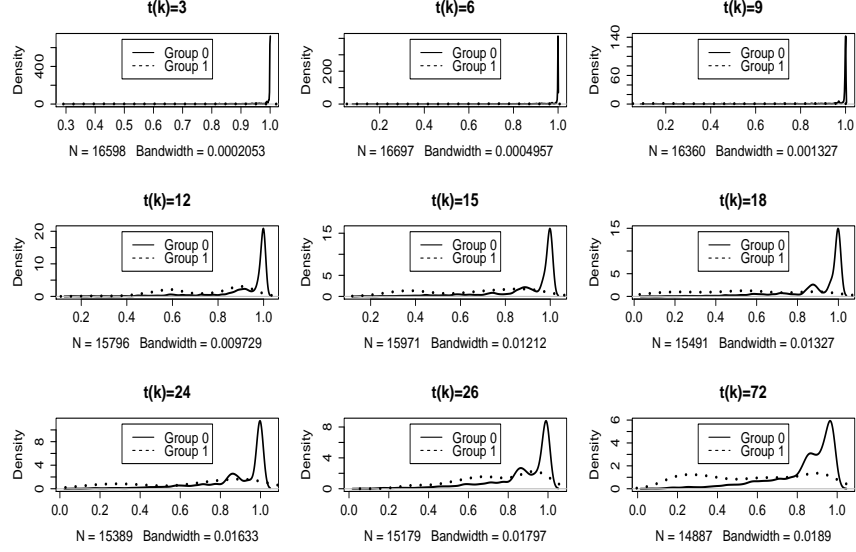 t(k)=3
Density
0 400
Group 0
Group 1
0.3 0.4 0.5 0.6 0.7 0.8 0.9 1.0
N = 16598 Bandwidth = 0.0002053
t(k)=6
Density
0 200
Group 0
Group 1
0.2 0.4 0.6 0.8 1.0
N = 16697 Bandwidth = 0.0004957
t(k)=9
Density
0 60 140
Group 0
Group 1
0.2 0.4 0.6 0.8 1.0
N = 16360 Bandwidth = 0.001327
t(k)=12
Density
0 10 20
Group 0
Group 1
0.2 0.4 0.6 0.8 1.0
N = 15796 Bandwidth = 0.009729
t(k)=15
Density
0 5 15
Group 0
Group 1
0.2 0.4 0.6 0.8 1.0
N = 15971 Bandwidth = 0.01212
t(k)=18
Density
0 5 15
Group 0
Group 1
0.0 0.2 0.4 0.6 0.8 1.0
N = 15491 Bandwidth = 0.01327
t(k)=24
Density
0 4 8
Group 0
Group 1
0.0 0.2 0.4 0.6 0.8 1.0
N = 15389 Bandwidth = 0.01633
t(k)=26
Density
0 4 8
Group 0
Group 1
0.0 0.2 0.4 0.6 0.8 1.0
N = 15179 Bandwidth = 0.01797
t(k)=72
Density
0 2 4 6
Group 0
Group 1
0.0 0.2 0.4 0.6 0.8 1.0
N = 14887 Bandwidth = 0.0189